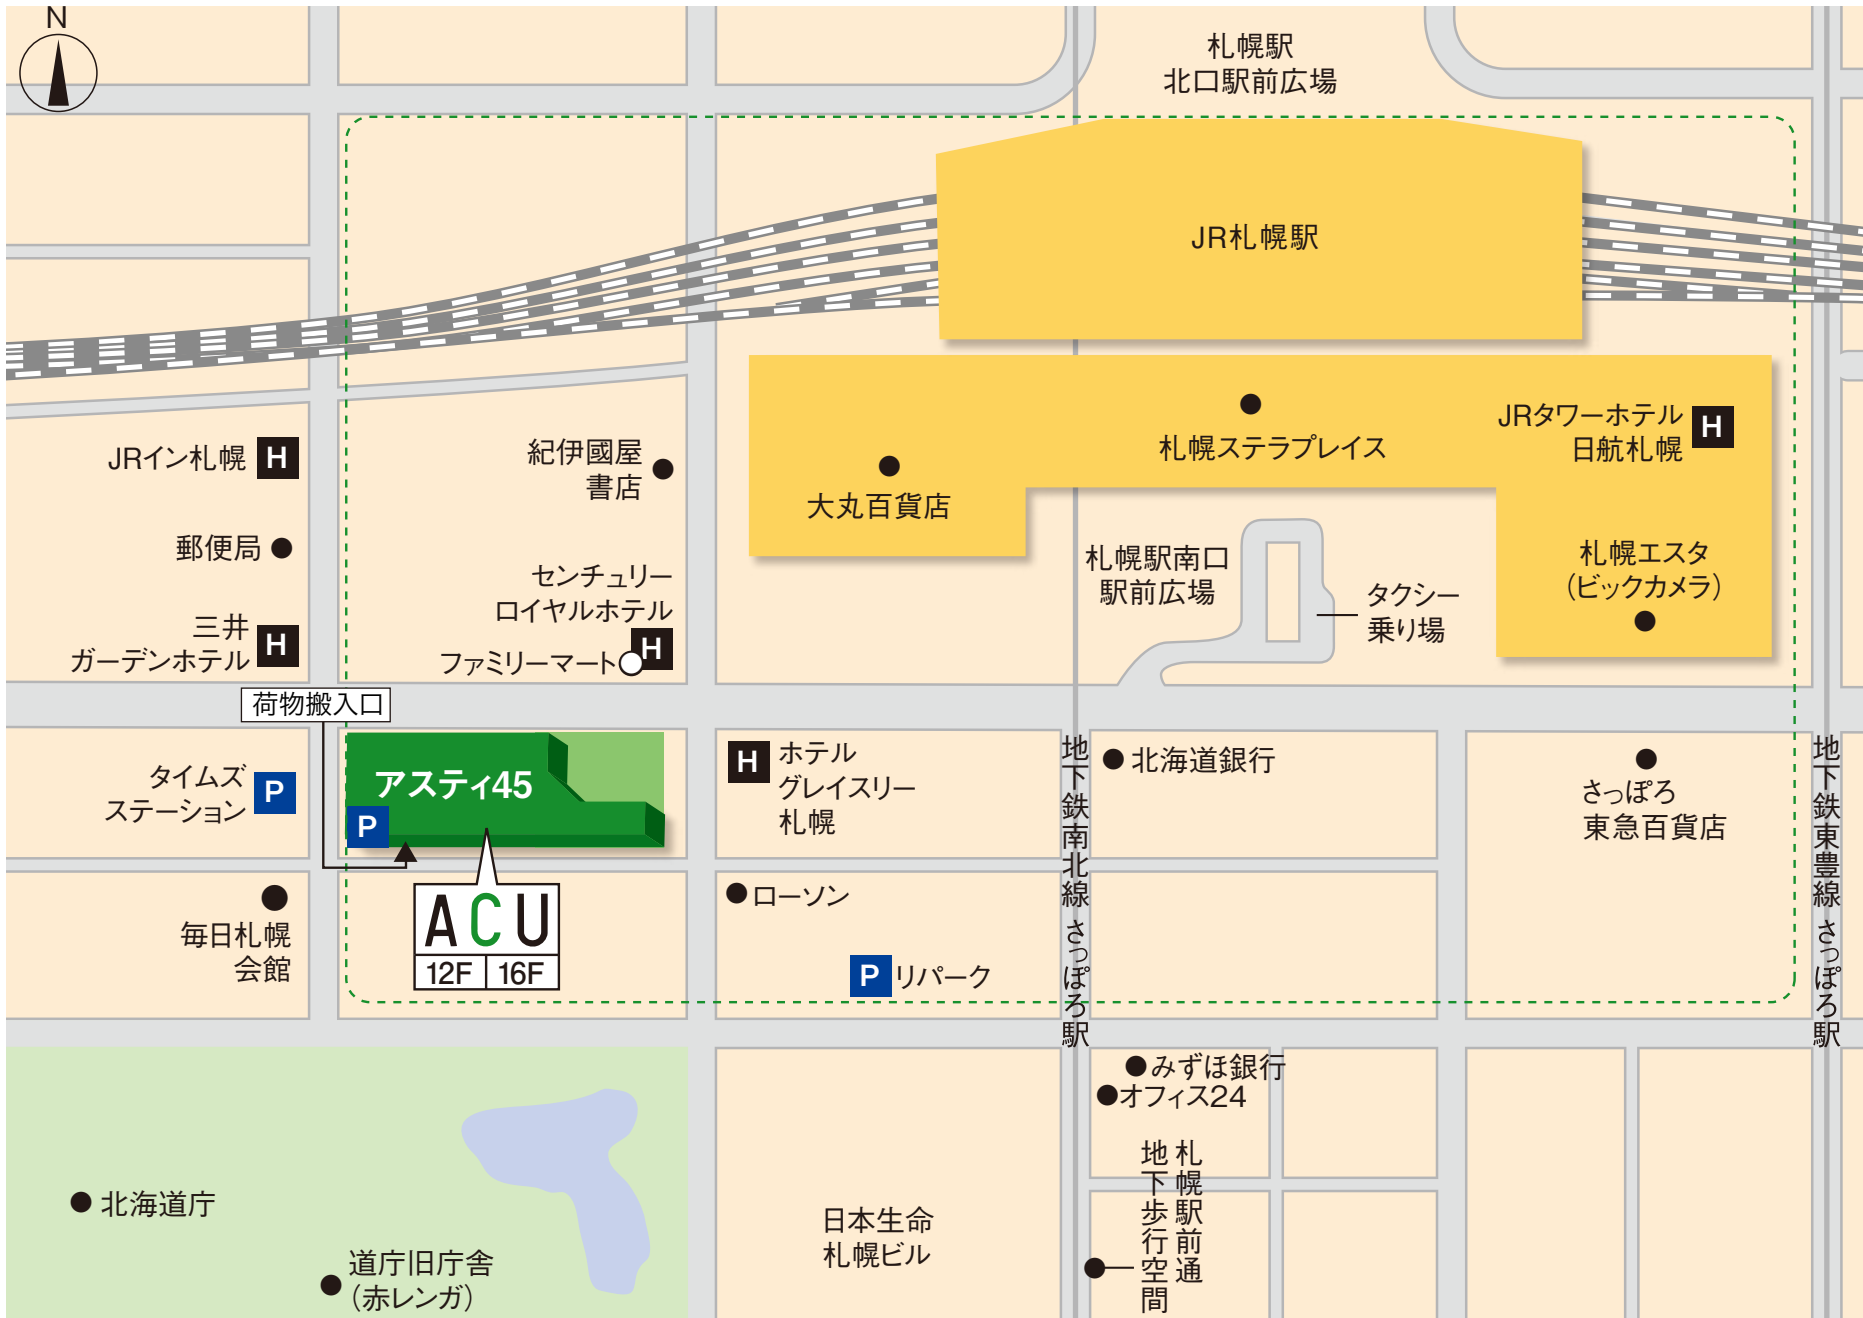 N
札幌駅
北口駅前広場
JR札幌駅
JRイン札幌
H
紀伊國屋
書店
大丸百貨店
札幌ステラプレイス
JRタワーホテル
日航札幌
H
郵便局
センチュリー
ロイヤルホテル
H
ファミリーマート
三井
ガーデンホテル
H
札幌駅南口
駅前広場
タクシー
乗り場
札幌エスタ
（ビックカメラ）
荷物搬入口
タイムズ
ステーション
P
アスティ45
P
H
ホテル
グレイスリー
札幌
地下鉄南北線 さっぽろ駅
北海道銀行
さっぽろ
東急百貨店
地下鉄東豊線 さっぽろ駅
毎日札幌
会館
ACU
12F
16F
ローソン
P
リパーク
みずほ銀行
オフィス24
札幌駅前通
地下歩行空間
北海道庁
道庁旧庁舎
（赤レンガ）
日本生命
札幌ビル